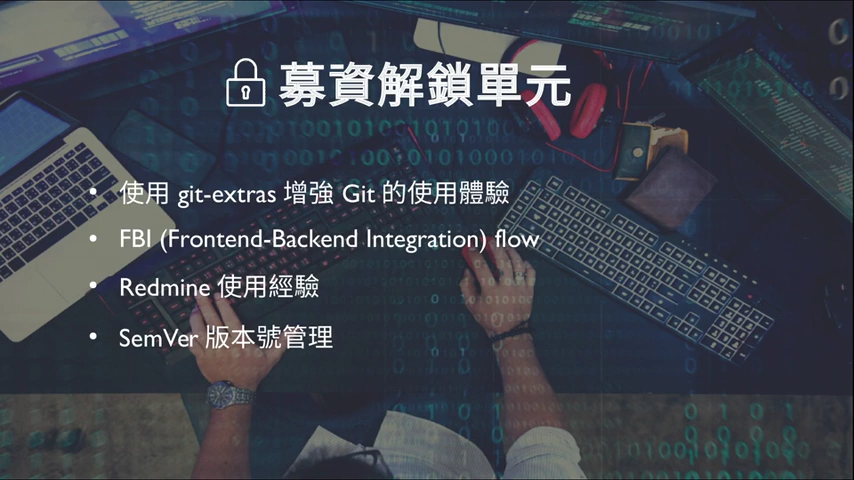 募資解鎖單元
• 使用 git-extras 增強 Git 的使用體驗
• FBI (Frontend-Backend Integration) flow
• Redmine 使用經驗
• SemVer 版本號管理